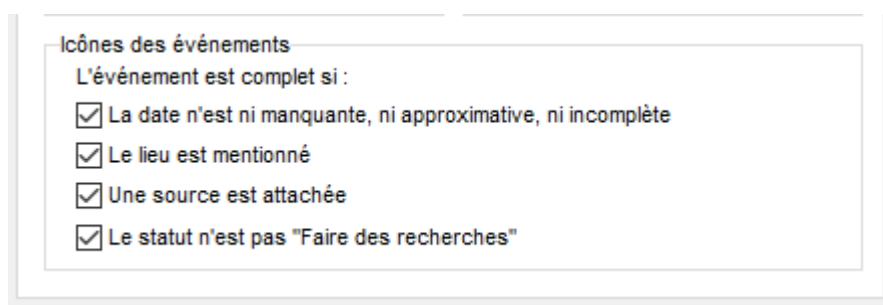 Icônes des événements
L'événement est complet si :
La date n'est ni manquante, ni approximative, ni incomplète
Le lieu est mentionné
Une source est attachée
Le statut n'est pas "Faire des recherches"